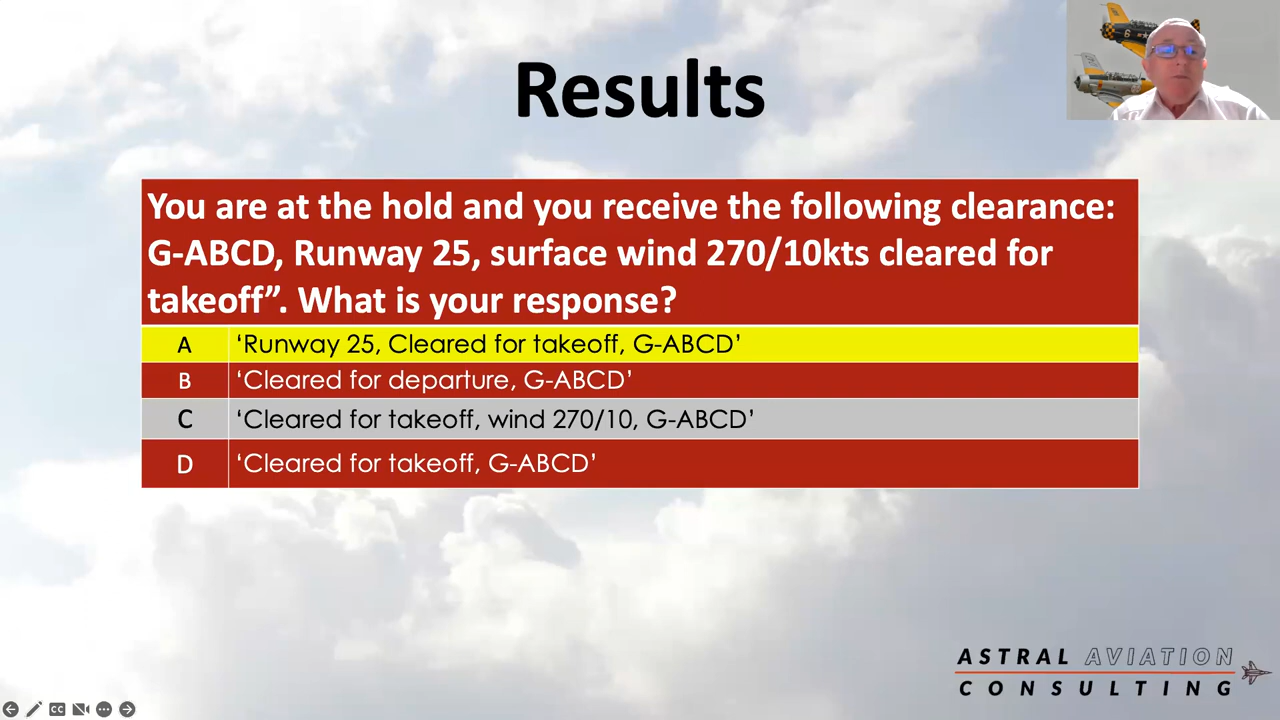 Results
You are at the hold and you receive the following clearance:
G-ABCD, Runway 25, surface wind 270/10kts cleared for
takeoff”. What is your response?
A ‘Runway 25, Cleared for takeoff, G-ABCD’
B ‘Cleared for departure, G-ABCD’
C ‘Cleared for takeoff, wind 270/10, G-ABCD’
D ‘Cleared for takeoff, G-ABCD’
ASTRAL AVIATION
CONSULTING
CC